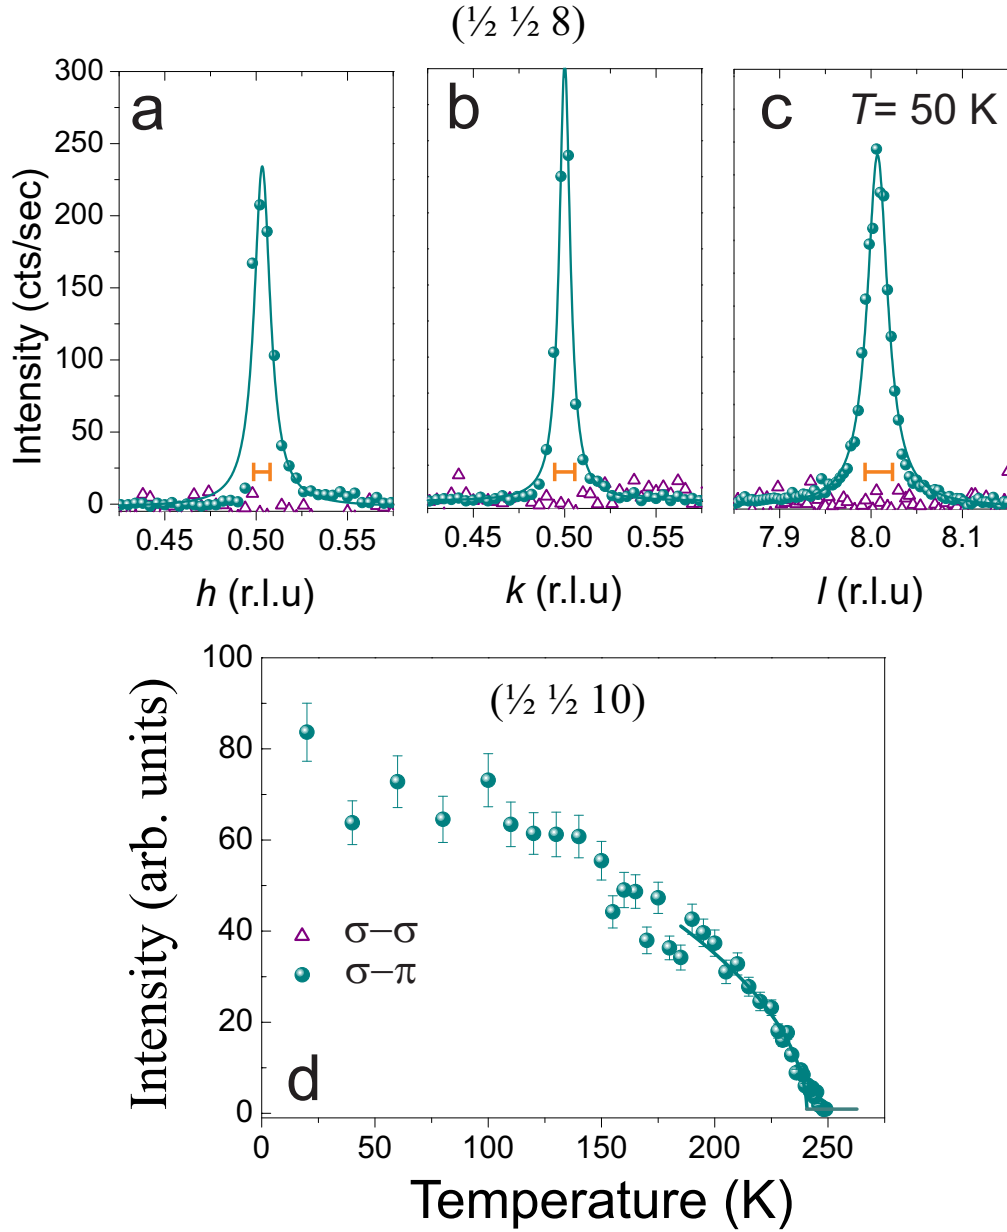 (½ ½ 8)
a
b
c
T= 50 K
Intensity (cts/sec)
300
250
200
150
100
50
0
0.45 0.50 0.55
0.45 0.50 0.55
7.9 8.0 8.1
h (r.l.u)
k (r.l.u)
l (r.l.u)
(½ ½ 10)
Intensity (arb. units)
100
80
60
40
20
0
σ−σ
σ−π
d
0 50 100 150 200 250
Temperature (K)